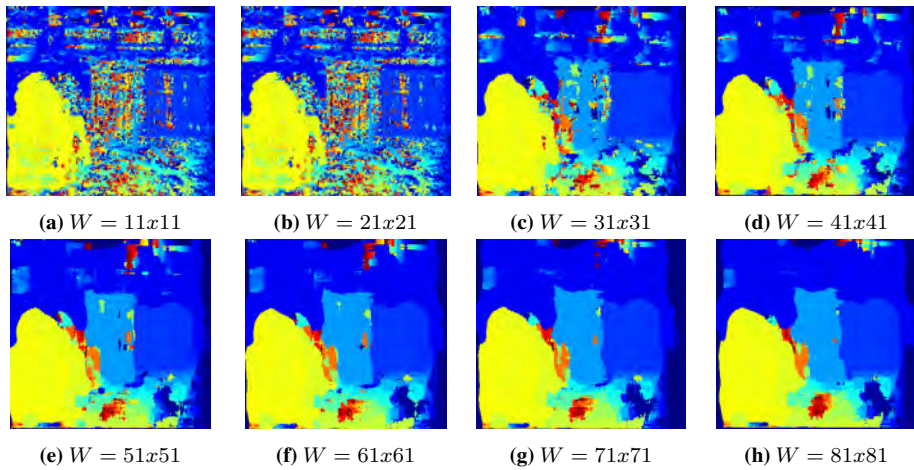 (a) W = 11x11
(b) W = 21x21
(c) W = 31x31
(d) W = 41x41
(e) W = 51x51
(f) W = 61x61
(g) W = 71x71
(h) W = 81x81